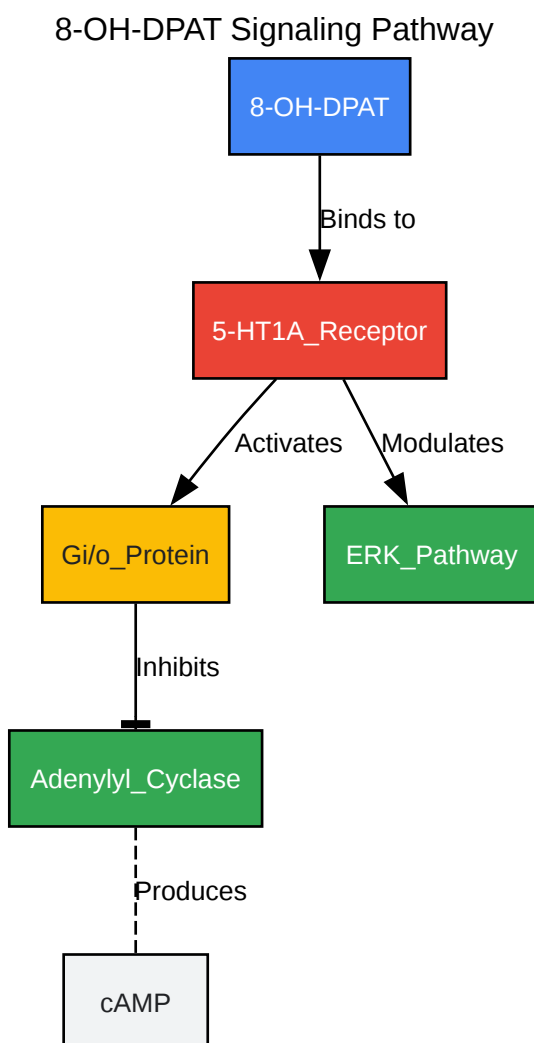 8-OH-DPAT Signaling Pathway
8-OH-DPAT
Binds to
5-HT1A_Receptor
Activates
Modulates
Gi/o_Protein
ERK_Pathway
Inhibits
Adenylyl_Cyclase
Produces
cAMP